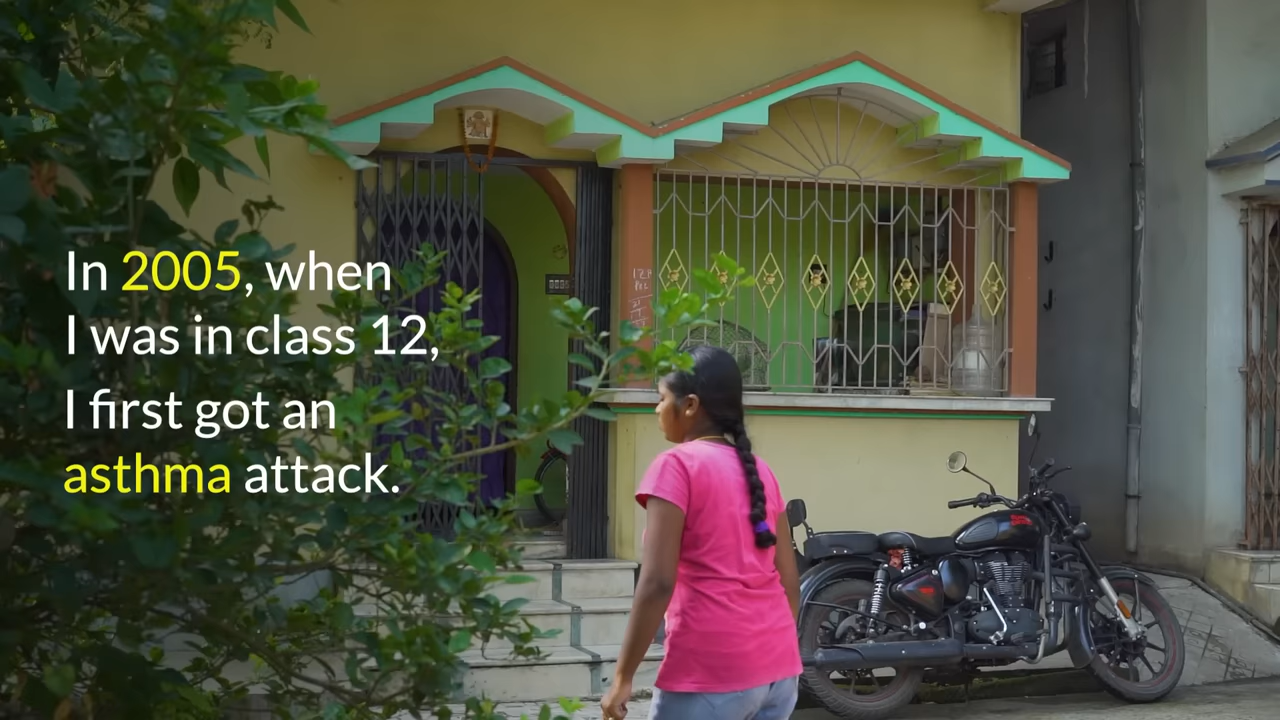 In 2005, when
I was in class 12,
I first got an
asthma attack.